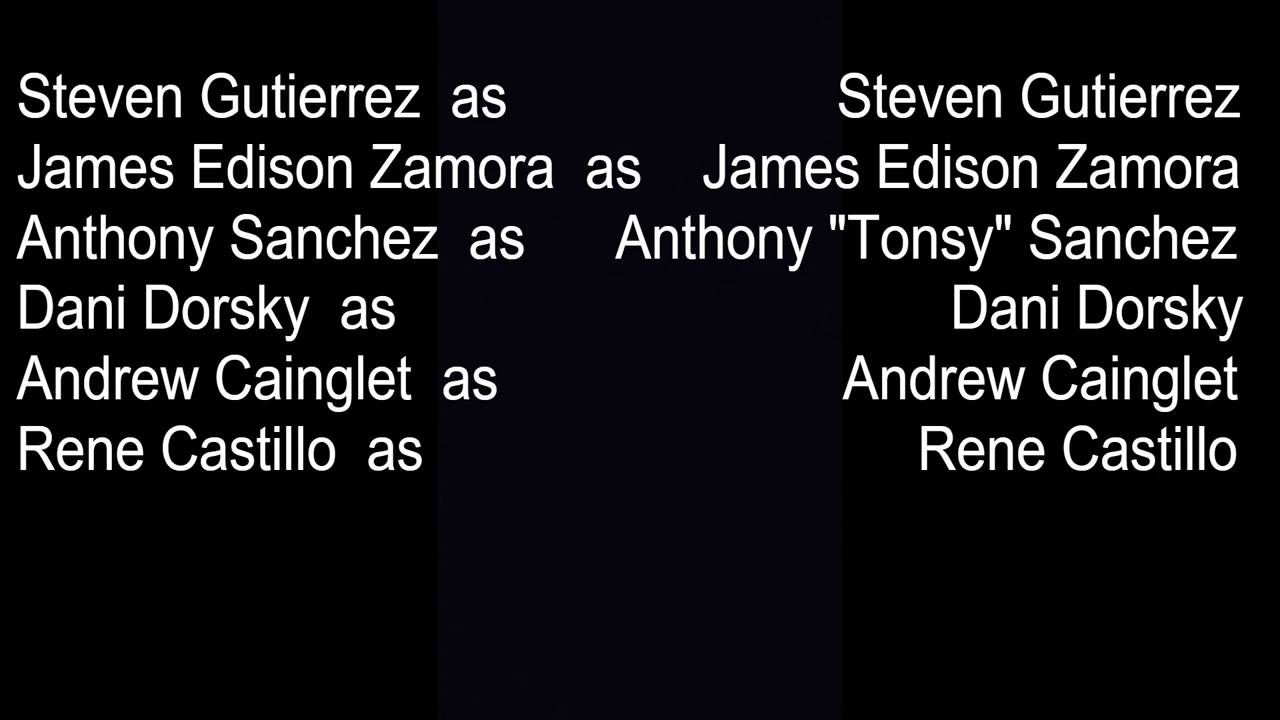 Steven Gutierrez as Steven Gutierrez
James Edison Zamora as James Edison Zamora
Anthony Sanchez as Anthony "Tonsy" Sanchez
Dani Dorsky as Dani Dorsky
Andrew Cainglet as Andrew Cainglet
Rene Castillo as Rene Castillo